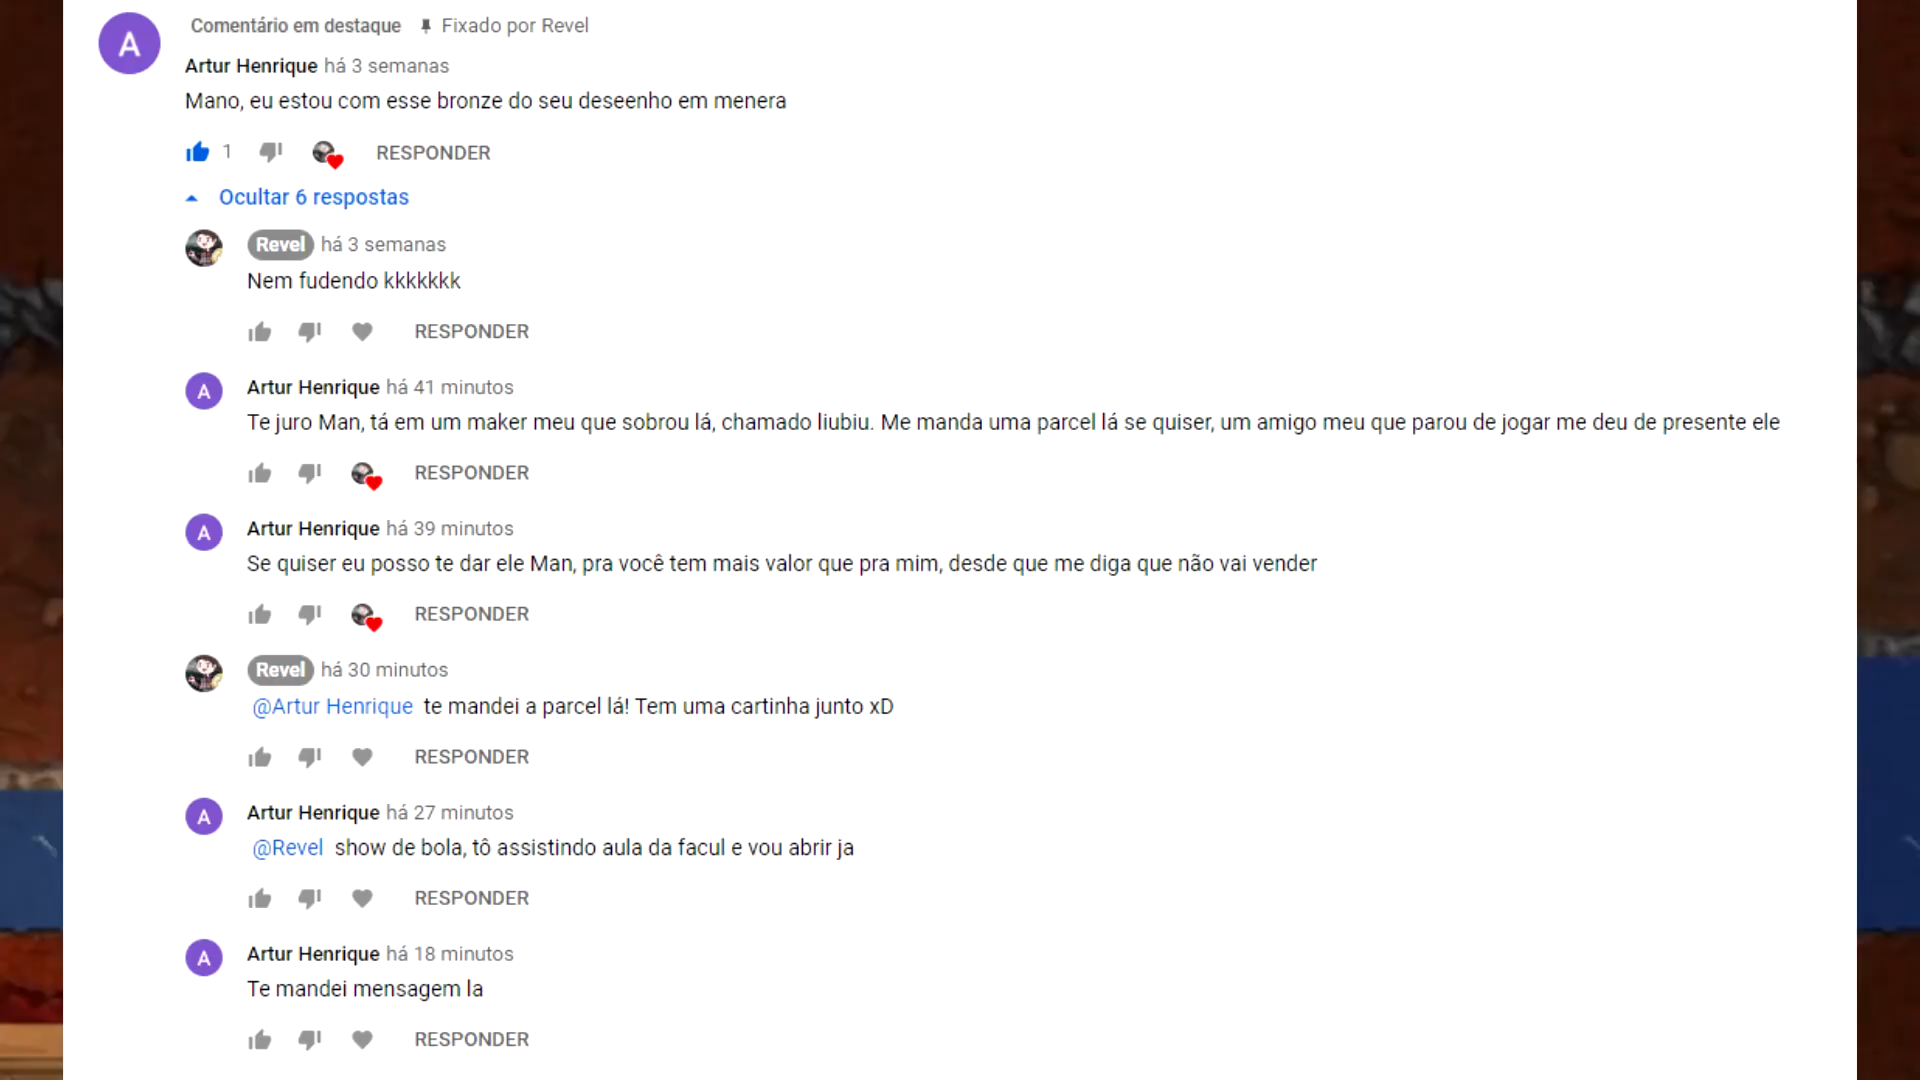 A
Comentário em destaque Fixado por Revel
Artur Henrique há 3 semanas
Mano, eu estou com esse bronze do seu deseenho em menera
1 RESPONDER
Ocultar 6 respostas
Revel há 3 semanas
Nem fudendo kkkkkkk
RESPONDER
A
Artur Henrique há 41 minutos
Te juro Man, tá em um maker meu que sobrou lá, chamado liubiu. Me manda uma parcel lá se quiser, um amigo meu que parou de jogar me deu de presente ele
RESPONDER
A
Artur Henrique há 39 minutos
Se quiser eu posso te dar ele Man, pra você tem mais valor que pra mim, desde que me diga que não vai vender
RESPONDER
Revel há 30 minutos
@Artur Henrique te mandei a parcel lá! Tem uma cartinha junto xD
RESPONDER
A
Artur Henrique há 27 minutos
@Revel show de bola, tô assistindo aula da facul e vou abrir ja
RESPONDER
A
Artur Henrique há 18 minutos
Te mandei mensagem la
RESPONDER